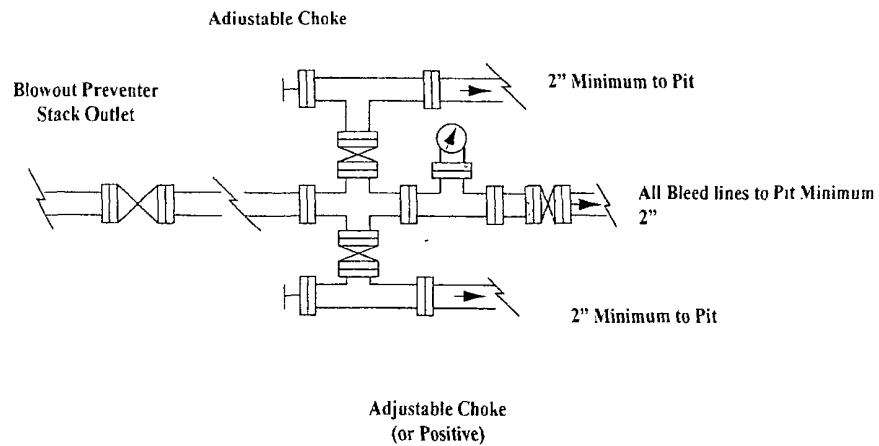 Adjustable Choke
2" Minimum to Pit
Blowout Preventer
Stack Outlet
All Bleed lines to Pit Minimum
2"
2" Minimum to Pit
Adjustable Choke
(or Positive)